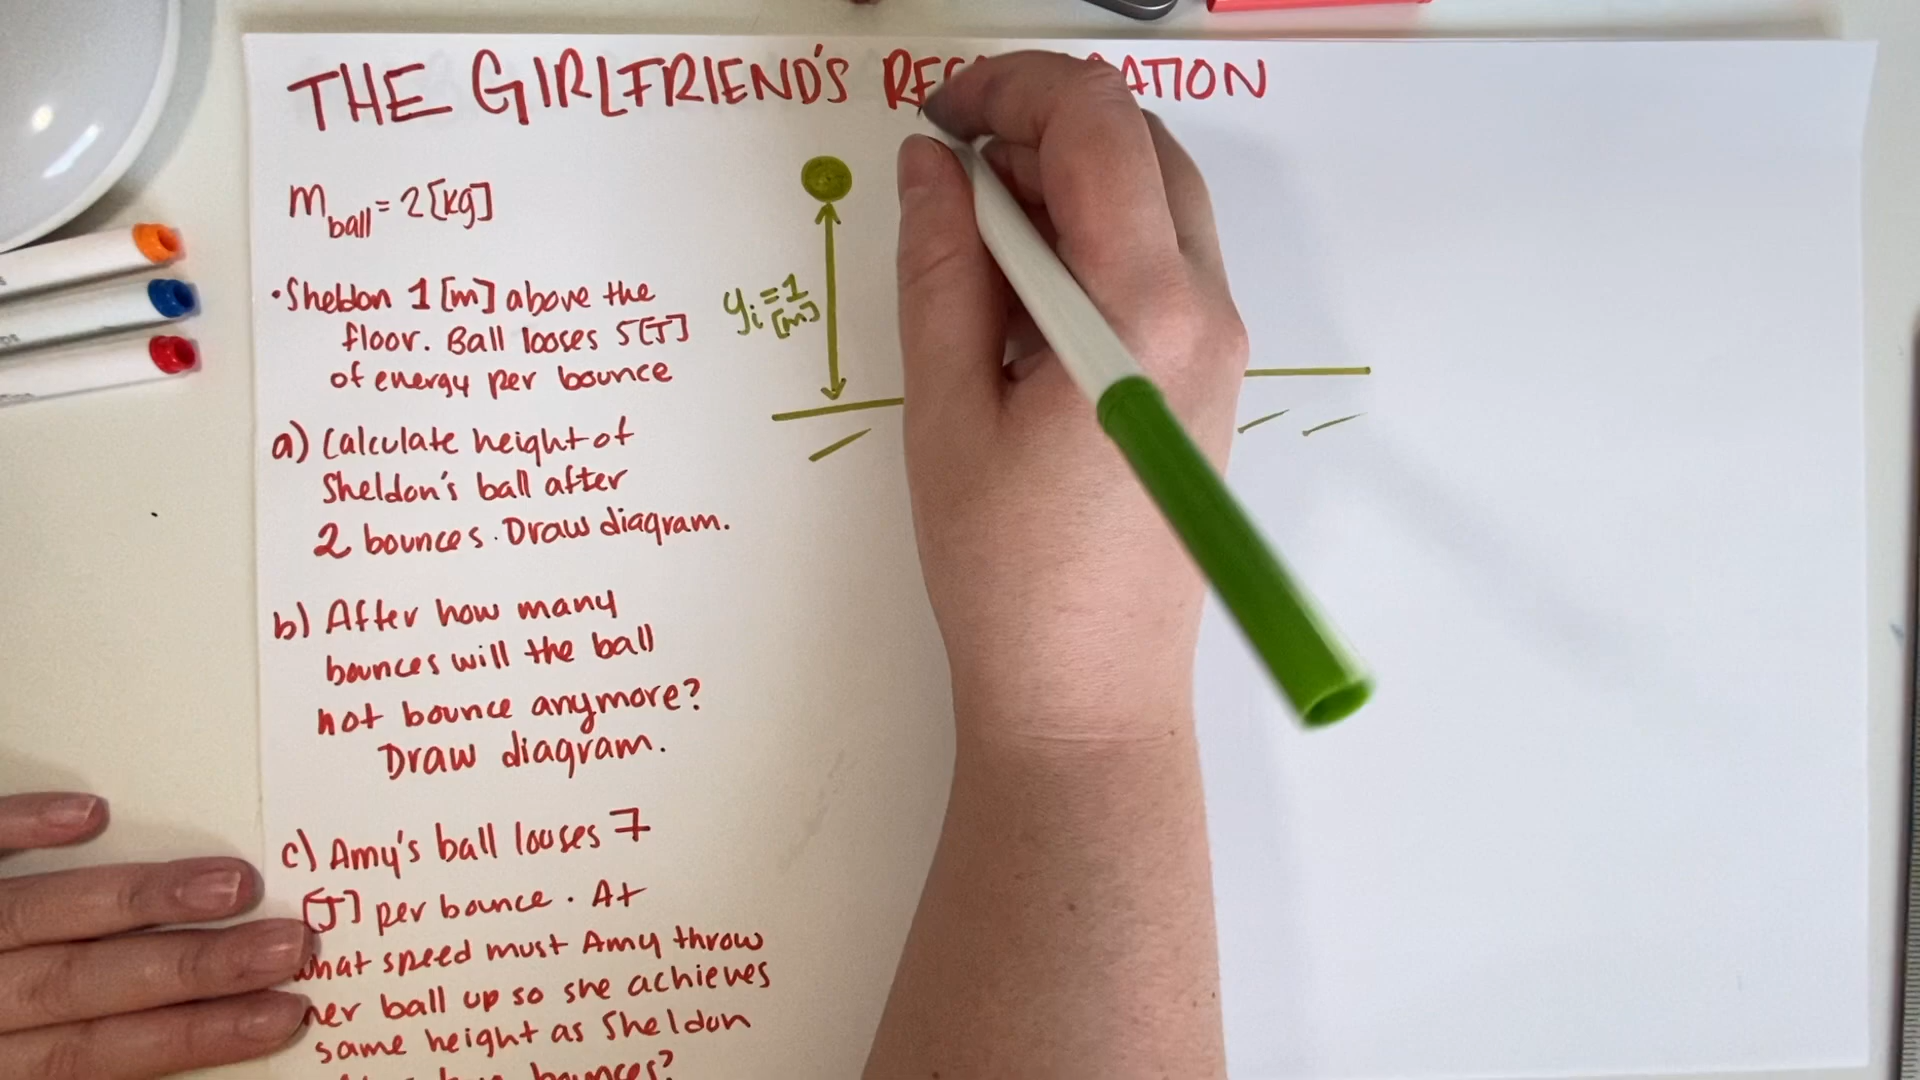 THE GIRLFRIEND'S
m ball = 2 [kg]
• Sheldon 1 [m] above the
floor. Ball looses 5 [J]
of energy per bounce
yi = 1
[m]
a) Calculate height of
Sheldon's ball after
2 bounces. Draw diagram.
b) After how many
bounces will the ball
not bounce anymore?
Draw diagram.
c) Amy's ball looses 7
[J] per bounce. At
what speed must Amy throw
her ball up so she achieves
same height as Sheldon
bounces?